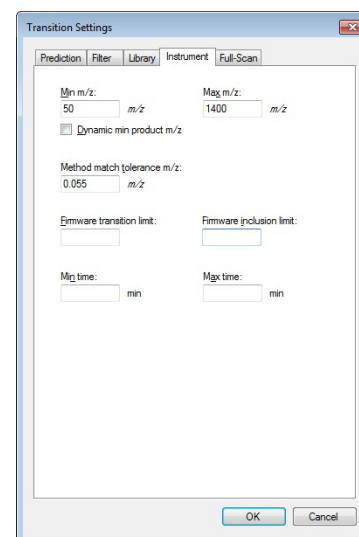 Transition Settings
Prediction Filter Library Instrument Full-Scan
Min m/z: Max m/z:
50 m/z 1400 m/z
Dynamic min product m/z
Method match tolerance m/z:
0.055 m/z
Firmware transition limit: Firmware inclusion limit:
Min time: Max time:
min min
OK Cancel